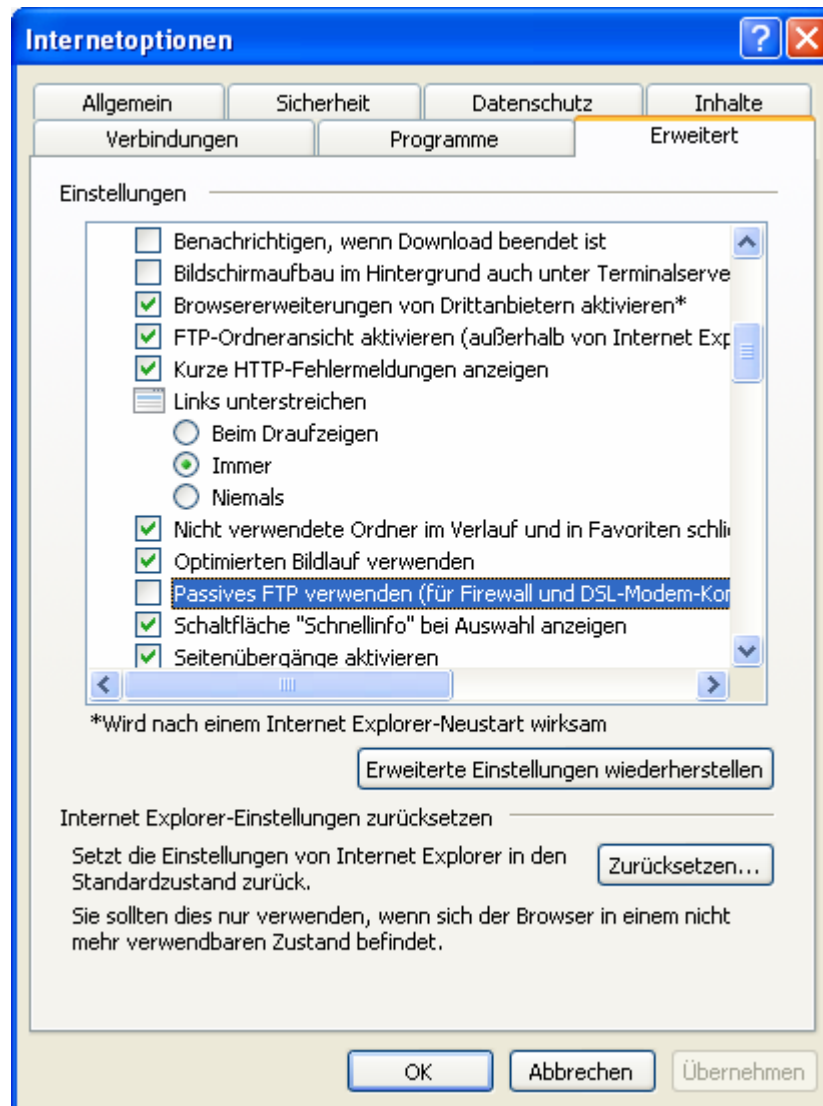 Internetoptionen
Allgemein Sicherheit Datenschutz Inhalte
Verbindungen Programme Erweitert
Einstellungen
Benachrichtigen, wenn Download beendet ist
Bildschirmaufbau im Hintergrund auch unter Terminalserve
Browsererweiterungen von Drittanbietern aktivieren*
FTP-Ordneransicht aktivieren (außerhalb von Internet Exp
Kurze HTTP-Fehlermeldungen anzeigen
Links unterstreichen
Beim Draufzeigen
Immer
Niemals
Nicht verwendete Ordner im Verlauf und in Favoriten schli
Optimierten Bildlauf verwenden
Passives FTP verwenden (für Firewall und DSL-Modem-Kor
Schaltfläche "Schnellinfo" bei Auswahl anzeigen
Seitenübergänge aktivieren
*Wird nach einem Internet Explorer-Neustart wirksam
Erweiterte Einstellungen wiederherstellen
Internet Explorer-Einstellungen zurücksetzen
Setzt die Einstellungen von Internet Explorer in den
Standardzustand zurück.
Zurücksetzen...
Sie sollten dies nur verwenden, wenn sich der Browser in einem nicht
mehr verwendbaren Zustand befindet.
OK Abbrechen Übernehmen